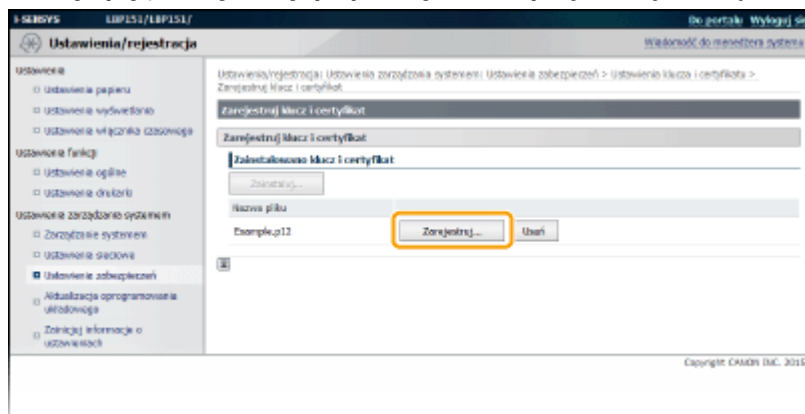 i-SENSYS LBP151/LBP151/
Do portalu Wyloguj się
Ustawienia/rejestracja
Wiadomość do menedżera systemu
Ustawienia
Ustawienia papieru
Ustawienia wyświetlania
Ustawienia włącznika czasowego
Ustawienia funkcji
Ustawienia ogólne
Ustawienia drukarki
Ustawienia zarządzania systemem
Zarządzanie systemem
Ustawienia sieciowe
Ustawienia zabezpieczeń
Aktualizacja oprogramowania
układowego
Zainicjuj informacje o
ustawieniach
Ustawienia/rejestracja: Ustawienia zarządzania systemem: Ustawienia zabezpieczeń > Ustawienia klucza i certyfikatu >
Zarejestruj klucz i certyfikat
Zarejestruj klucz i certyfikat
Zarejestruj klucz i certyfikat
Zainstalowano klucz i certyfikat
Zainstaluj...
Nazwa pliku
Example.p12
Zarejestruj...
Usuń
Copyright CANON INC. 2015